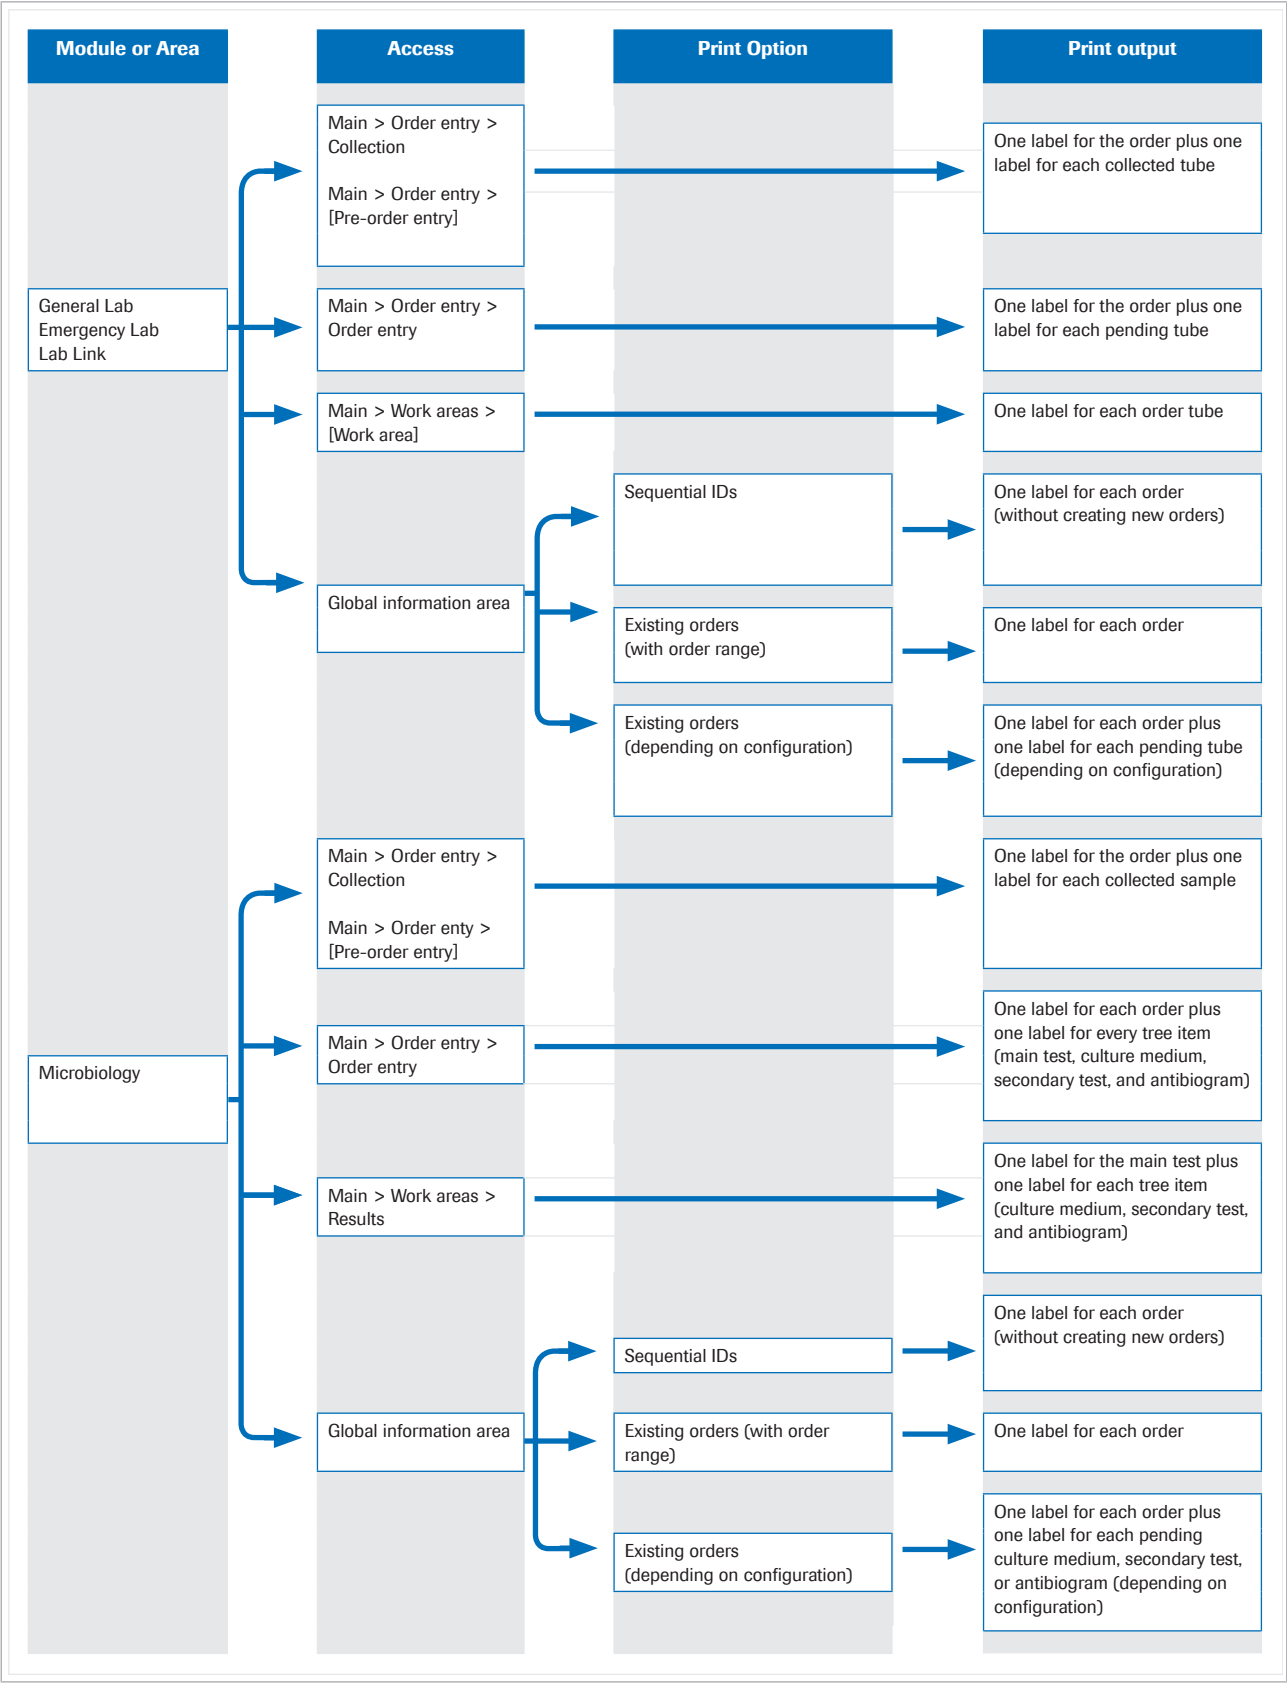 Module or Area
Access
Print Option
Print output
General Lab
Emergency Lab
Lab Link
Main > Order entry >
Collection
Main > Order entry >
[Pre-order entry]
One label for the order plus one
label for each collected tube
Main > Order entry >
Order entry
One label for the order plus one
label for each pending tube
Main > Work areas >
[Work area]
One label for each order tube
Global information area
Sequential IDs
One label for each order
(without creating new orders)
Existing orders
(with order range)
One label for each order
Existing orders
(depending on configuration)
One label for each order plus
one label for each pending tube
(depending on configuration)
Microbiology
Main > Order entry >
Collection
Main > Order enty >
[Pre-order entry]
One label for the order plus one
label for each collected sample
Main > Order entry >
Order entry
One label for each order plus
one label for every tree item
(main test, culture medium,
secondary test, and antibiogram)
Main > Work areas >
Results
One label for the main test plus
one label for each tree item
(culture medium, secondary test,
and antibiogram)
Global information area
Sequential IDs
One label for each order
(without creating new orders)
Existing orders (with order
range)
One label for each order
Existing orders
(depending on configuration)
One label for each order plus
one label for each pending
culture medium, secondary test,
or antibiogram (depending on
configuration)